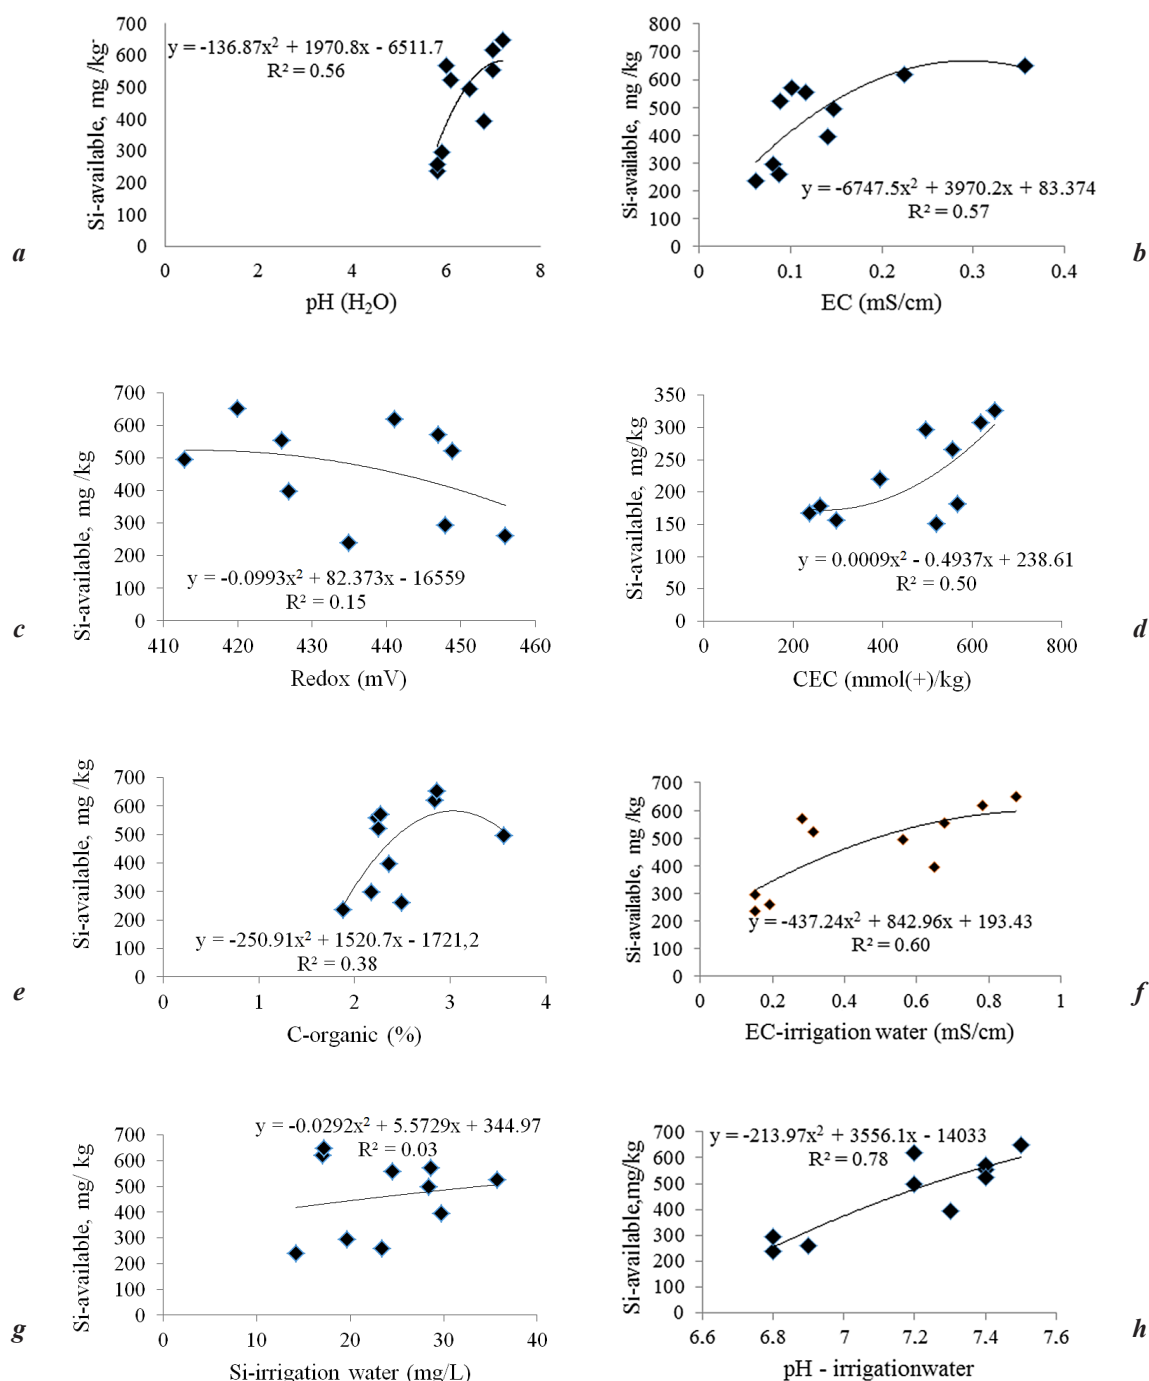 Si-available, mg /kg
700
600
500
400
300
200
100
0
y = -136.87x² + 1970.8x - 6511.7
R² = 0.56
0 2 4 6 8
pH (H₂O)
a
Si-available, mg /kg
800
700
600
500
400
300
200
100
0
y = -6747.5x² + 3970.2x + 83.374
R² = 0.57
0 0.1 0.2 0.3 0.4
EC (mS/cm)
b
Si-available, mg /kg
700
600
500
400
300
200
100
0
y = -0.0993x² + 82.373x - 16559
R² = 0.15
410 420 430 440 450 460
Redox (mV)
c
Si-available, mg/kg
350
300
250
200
150
100
50
0
y = 0.0009x² - 0.4937x + 238.61
R² = 0.50
0 200 400 600 800
CEC (mmol(+)/kg)
d
Si-available, mg /kg
700
600
500
400
300
200
100
0
y = -250.91x² + 1520.7x - 1721,2
R² = 0.38
0 1 2 3 4
C-organic (%)
e
Si-available, mg /kg
700
600
500
400
300
200
100
0
y = -437.24x² + 842.96x + 193.43
R² = 0.60
0 0.2 0.4 0.6 0.8 1
EC-irrigation water (mS/cm)
f
Si-available, mg/ kg
700
600
500
400
300
200
100
0
y = -0.0292x² + 5.5729x + 344.97
R² = 0.03
0 10 20 30 40
Si-irrigation water (mg/L)
g
Si-available,mg/kg
700
600
500
400
300
200
100
0
y = -213.97x² + 3556.1x - 14033
R² = 0.78
6.6 6.8 7 7.2 7.4 7.6
pH - irrigationwater
h